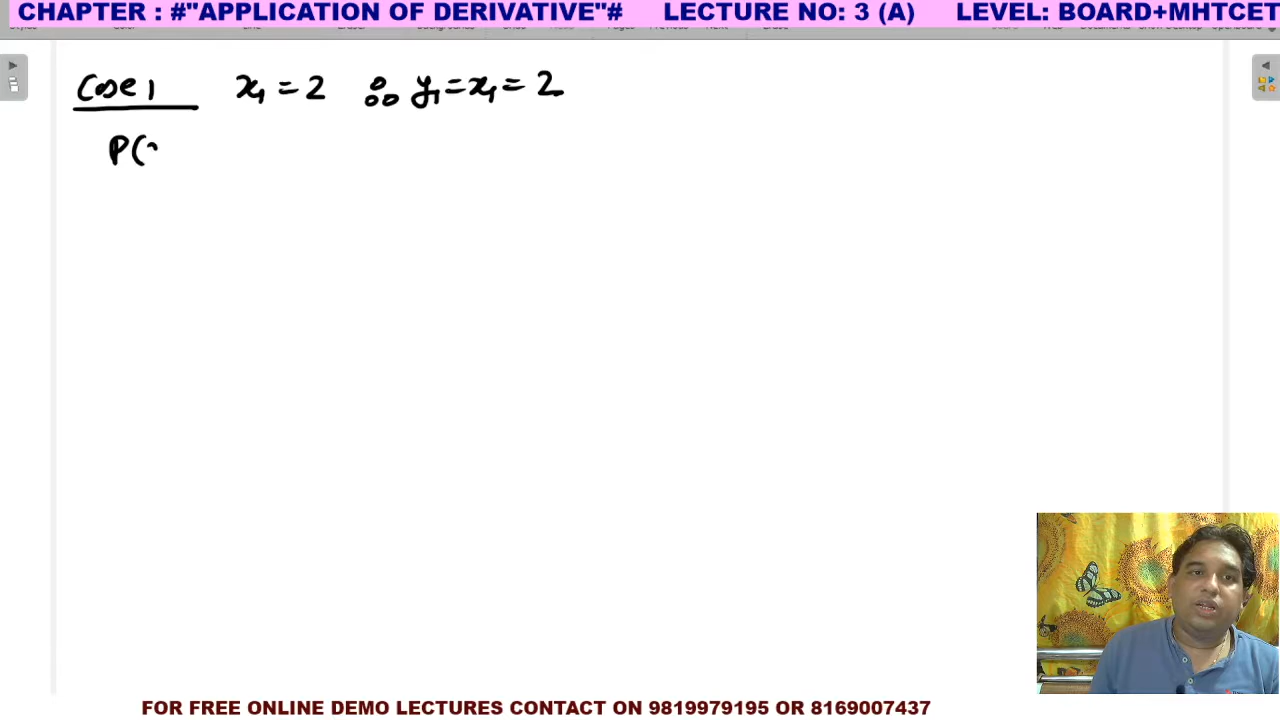 CHAPTER : #"APPLICATION OF DERIVATIVE"# LECTURE NO: 3 (A) LEVEL: BOARD+MHTCET
Case 1 x₁ = 2 ∴ y₁ = x₁ = 2
P(
FOR FREE ONLINE DEMO LECTURES CONTACT ON 9819979195 OR 8169007437